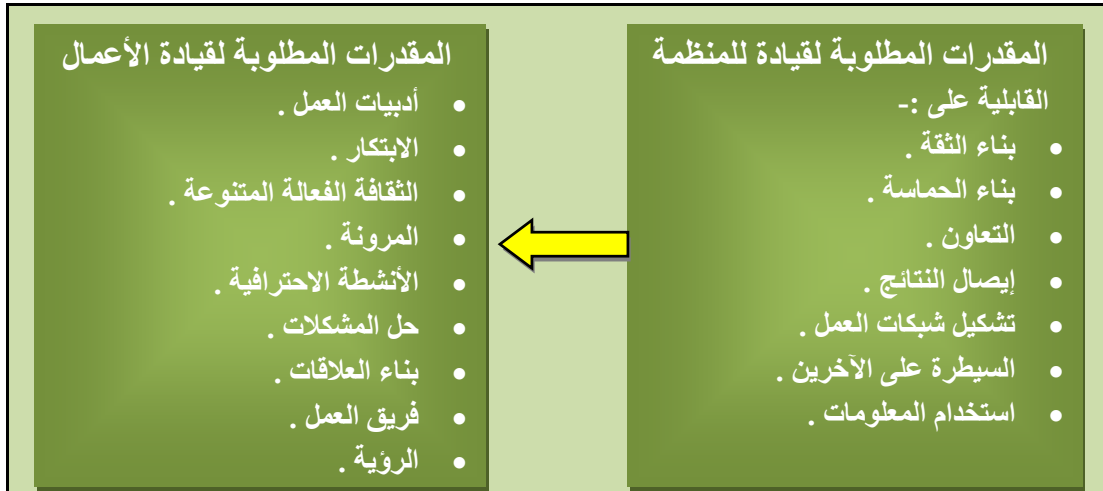 المقدرات المطلوبة لقيادة للمنظمة
القابلية على :-
• بناء الثقة .
• بناء الحماسة .
• التعاون .
• إيصال النتائج .
• تشكيل شبكات العمل .
• السيطرة على الآخرين .
• استخدام المعلومات .
المقدرات المطلوبة لقيادة الأعمال
• أدبيات العمل .
• الابتكار .
• الثقافة الفعالة المتنوعة .
• المرونة .
• الأنشطة الاحترافية .
• حل المشكلات .
• بناء العلاقات .
• فريق العمل .
• الرؤية .